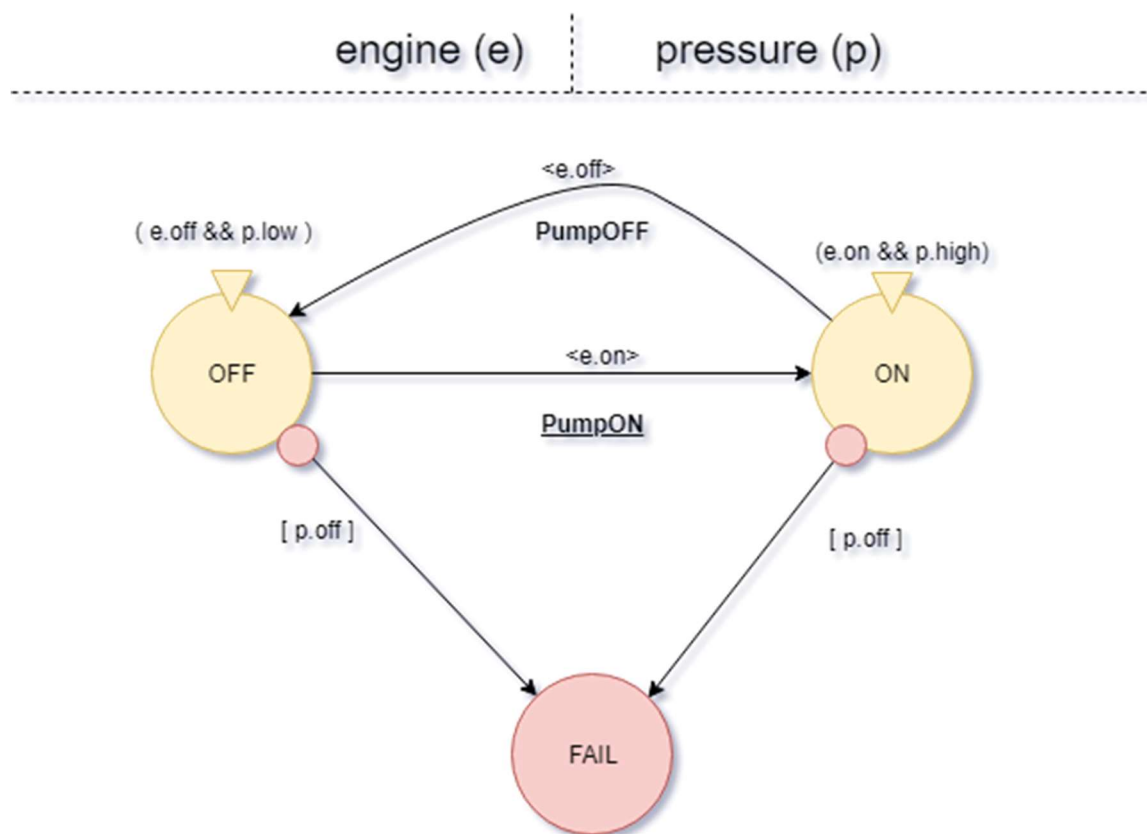 engine (e)
pressure (p)
<e.off>
( e.off && p.low )
PumpOFF
(e.on && p.high)
OFF
<e.on>
ON
PumpON
[ p.off ]
[ p.off ]
FAIL